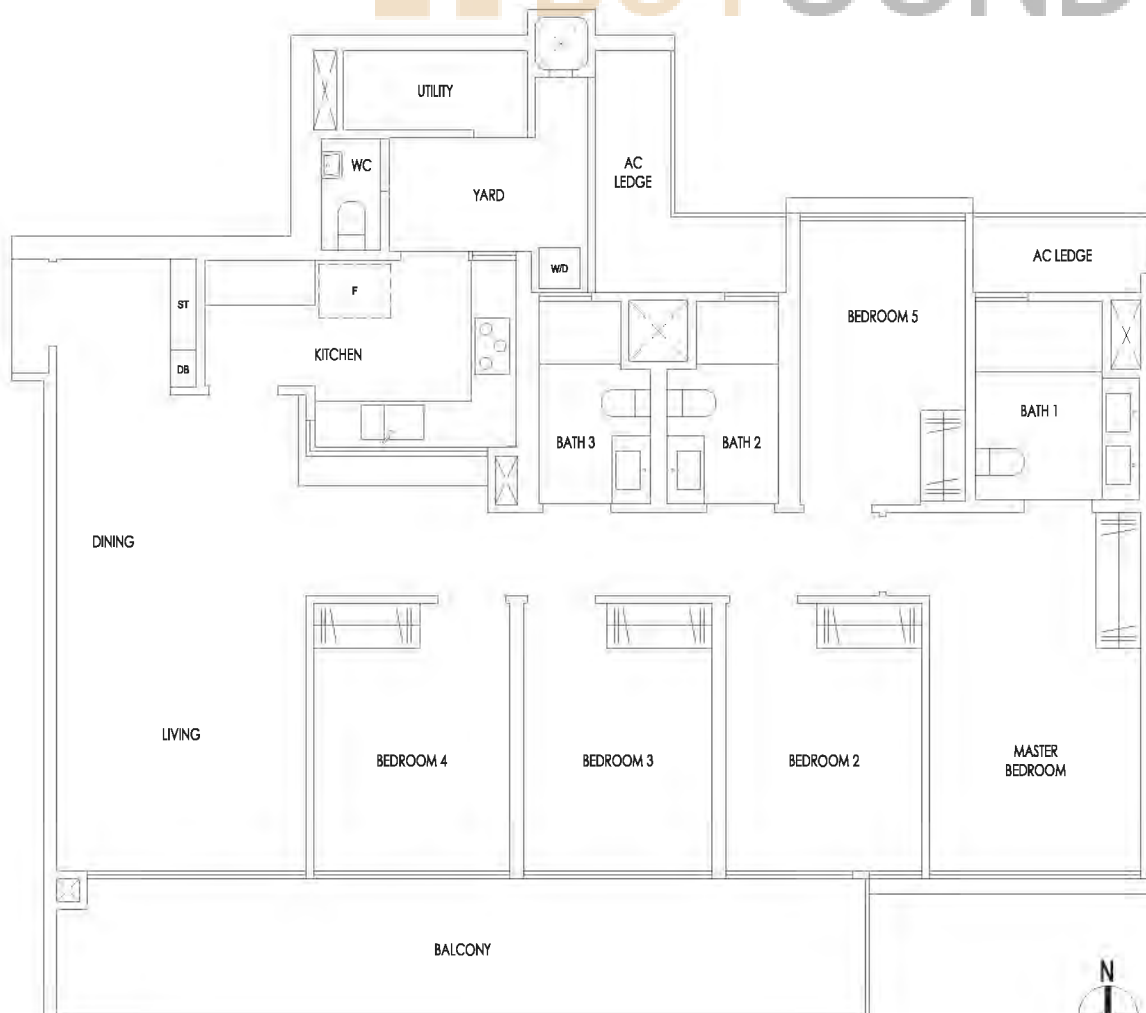 UTILITY
WC
YARD
AC
LEDGE
AC LEDGE
W/D
ST
F
BEDROOM 5
KITCHEN
DB
BATH 3
BATH 2
BATH 1
DINING
LIVING
BEDROOM 4
BEDROOM 3
BEDROOM 2
MASTER
BEDROOM
BALCONY
N